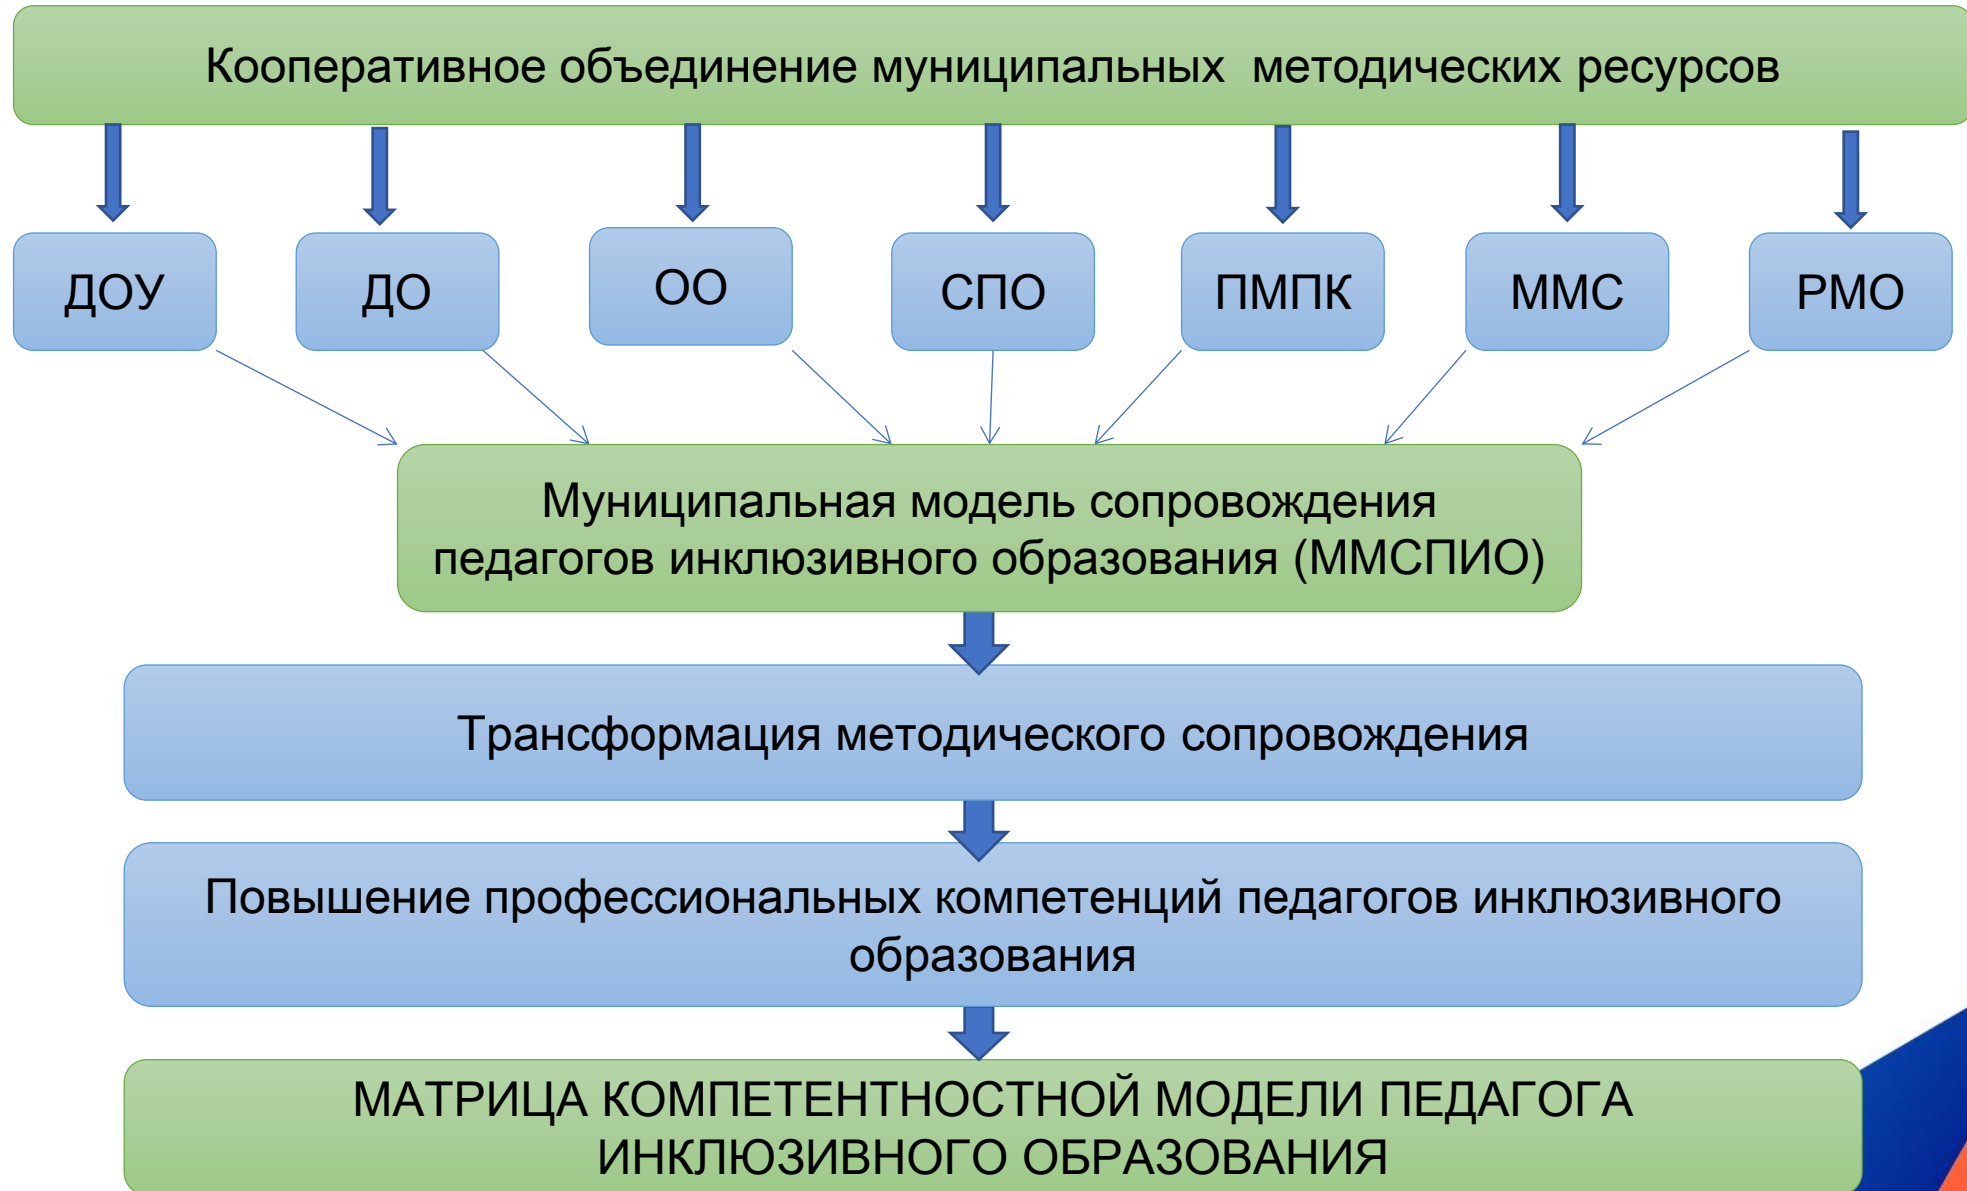 Кооперативное объединение муниципальных  методических ресурсов
ДОУ
ДО
ОО
СПО
ПМПК
ММС
РМО
Муниципальная модель сопровождения
педагогов инклюзивного образования (ММСПИО)
Трансформация методического сопровождения
Повышение профессиональных компетенций педагогов инклюзивного
образования
МАТРИЦА КОМПЕТЕНТНОСТНОЙ МОДЕЛИ ПЕДАГОГА
ИНКЛЮЗИВНОГО ОБРАЗОВАНИЯ